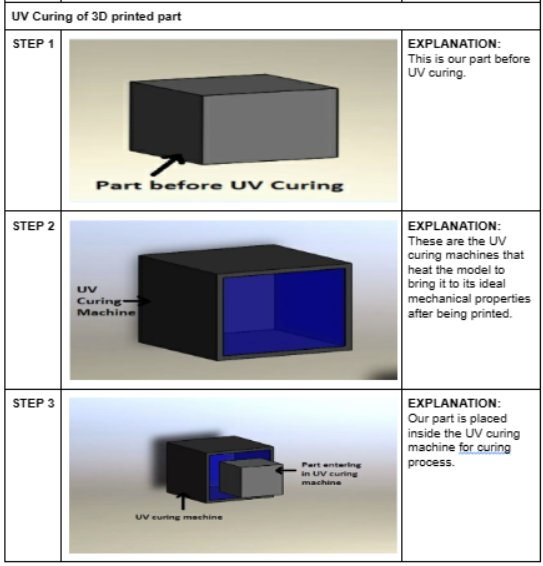 UV Curing of 3D printed part
STEP 1
Part before UV Curing
EXPLANATION:
This is our part before
UV curing.
STEP 2
UV
Curing
Machine
EXPLANATION:
These are the UV
curing machines that
heat the model to
bring it to its ideal
mechanical properties
after being printed.
STEP 3
Part entering
in UV curing
machine
UV curing machine
EXPLANATION:
Our part is placed
inside the UV curing
machine for curing
process.